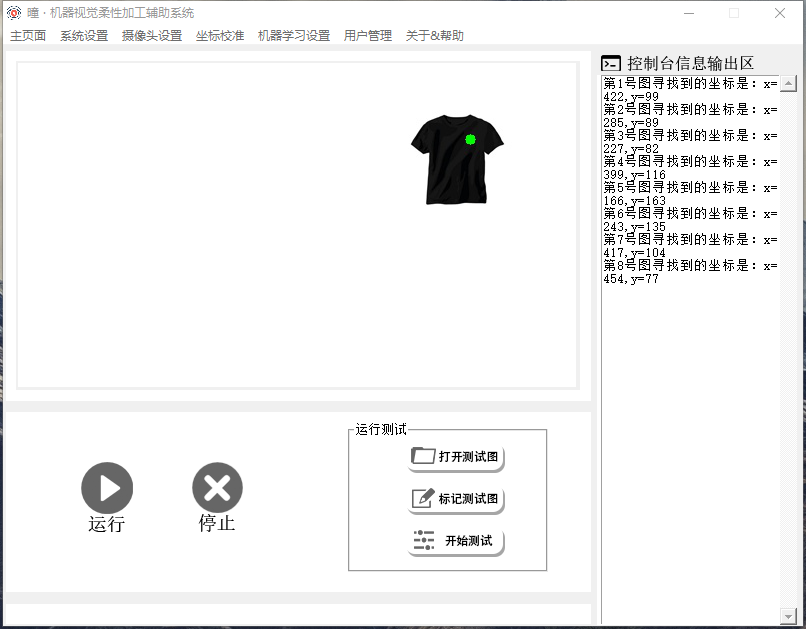 瞳 · 机器视觉柔性加工辅助系统
主页面 系统设置 摄像头设置 坐标校准 机器学习设置 用户管理 关于&帮助
控制台信息输出区
第1号图寻找到的坐标是: x=
422,y=99
第2号图寻找到的坐标是: x=
285,y=89
第3号图寻找到的坐标是: x=
227,y=82
第4号图寻找到的坐标是: x=
399,y=116
第5号图寻找到的坐标是: x=
166,y=163
第6号图寻找到的坐标是: x=
243,y=135
第7号图寻找到的坐标是: x=
417,y=104
第8号图寻找到的坐标是: x=
454,y=77
运行
停止
运行测试
打开测试图
标记测试图
开始测试